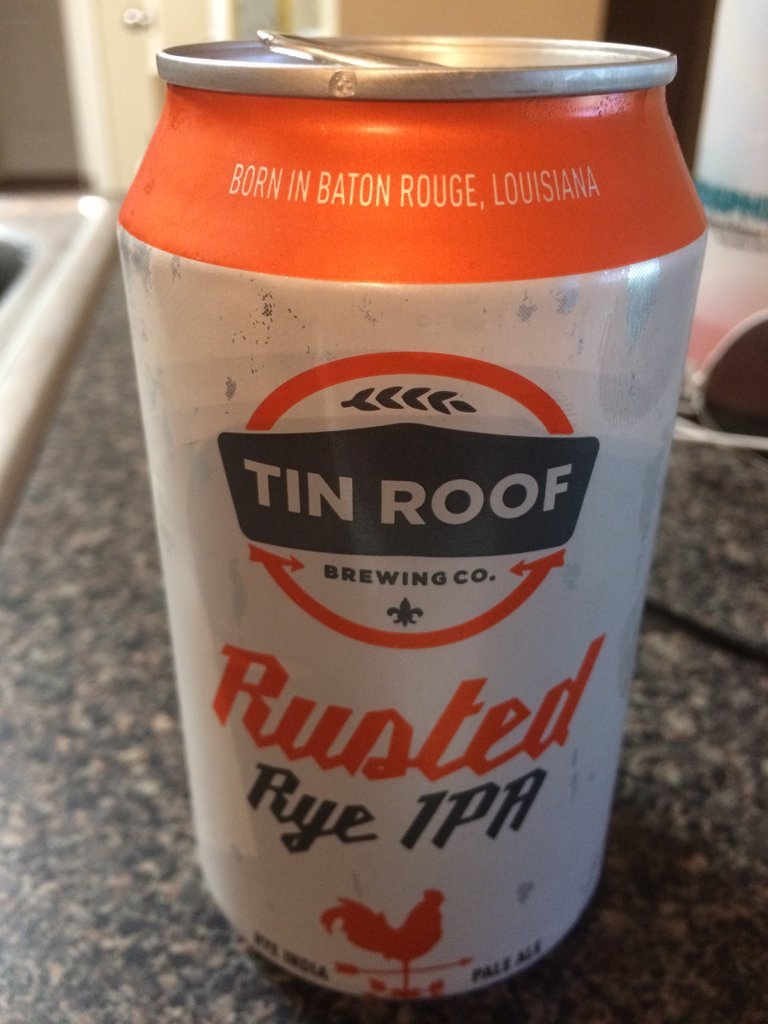 BORN IN BATON ROUGE, LOUISIANA
TIN ROOF
BREWING CO.
Rusted
Rye IPA
RYE INDIA PALE ALE